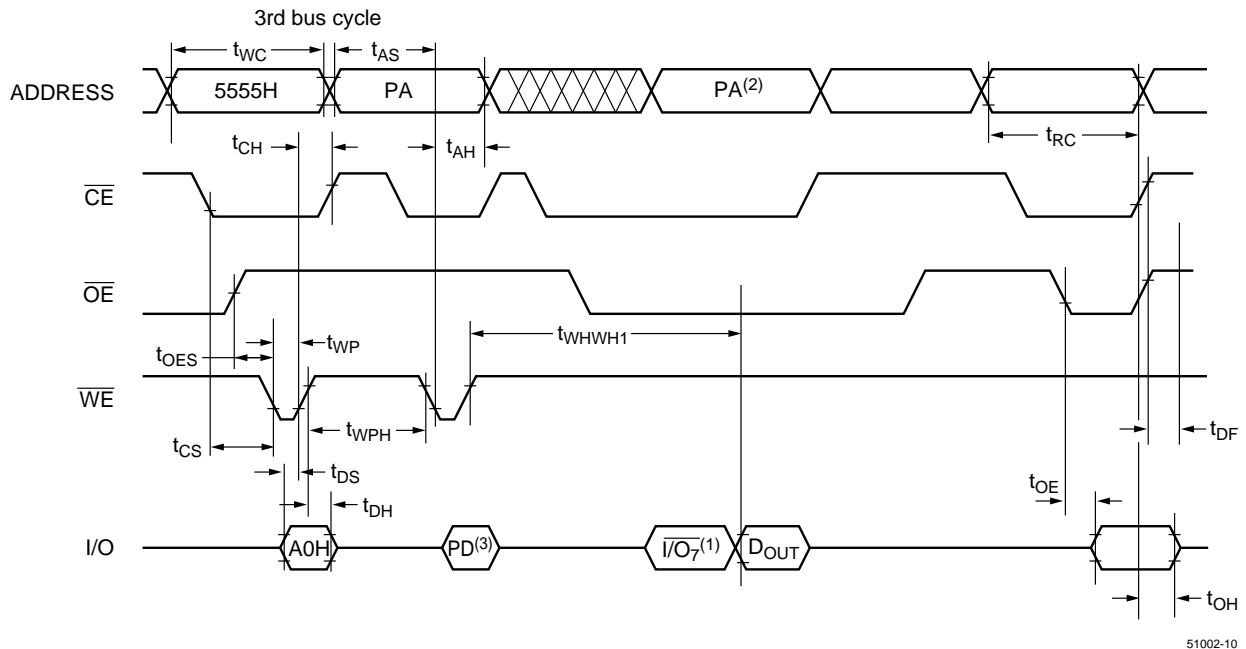 3rd bus cycle
tWC tAS
ADDRESS 5555H PA PA(2)
tCH tAH tRC
CE
OE
tWHWH1
tOES tWP
WE
tWPH
tCS tDF
tDS tOE
tDH
I/O A0H PD(3) I/O7(1) DOUT
tOH
51002-10